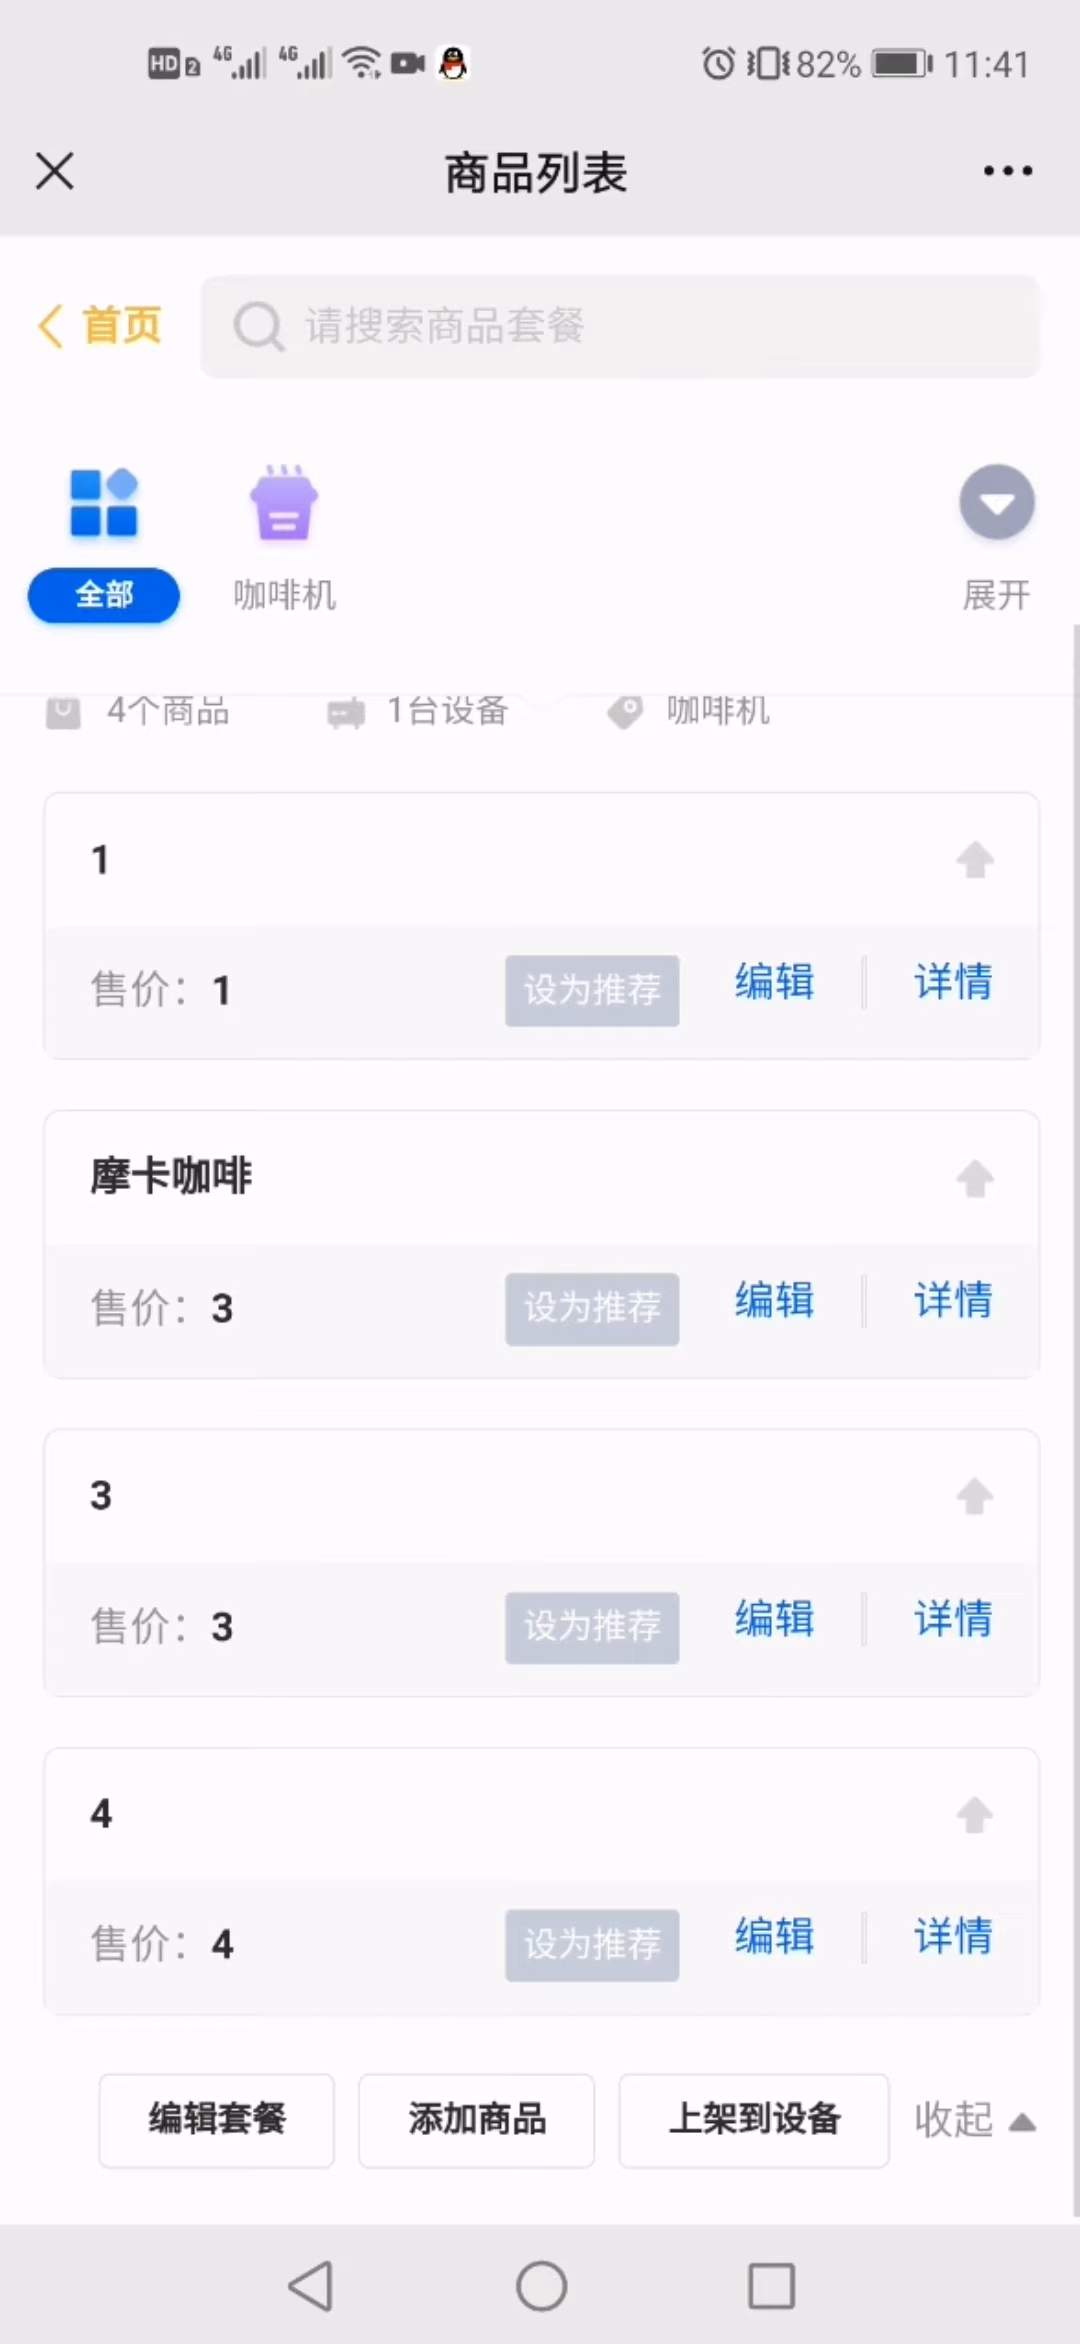 HD 2 4G 4G 82% 11:41
商品列表
首页 请搜索商品套餐
全部 咖啡机 展开
4个商品 1台设备 咖啡机
1
售价：1 设为推荐 编辑 详情
摩卡咖啡
售价：3 设为推荐 编辑 详情
3
售价：3 设为推荐 编辑 详情
4
售价：4 设为推荐 编辑 详情
编辑套餐 添加商品 上架到设备 收起